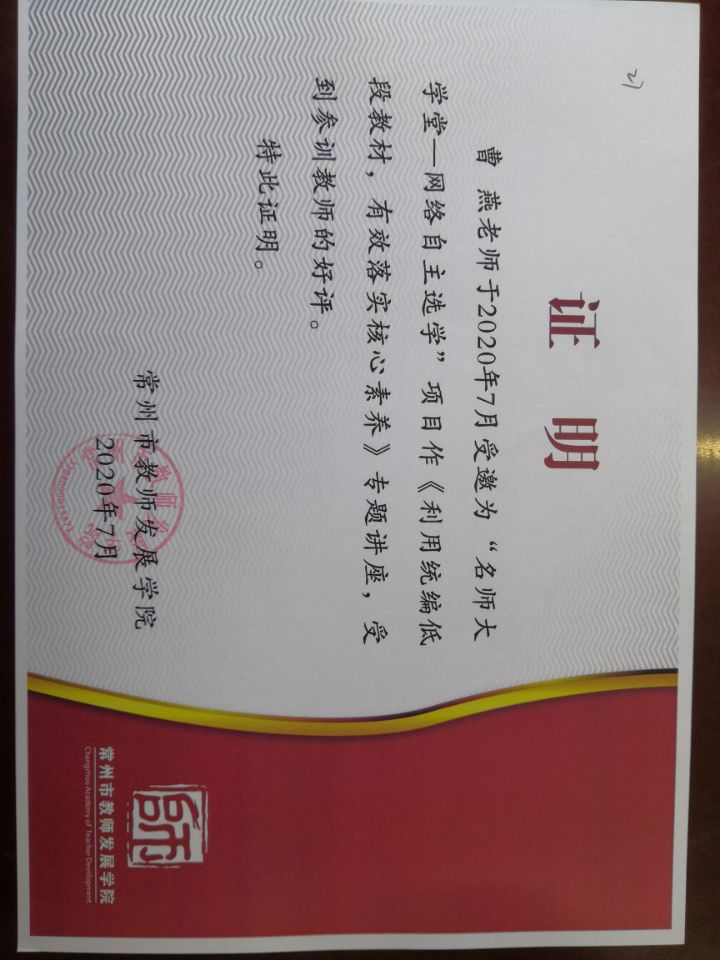 27
证 明
曹 燕老师于2020年7月受邀为“名师大
学堂—网络自主选学”项目作《利用统编低
段教材，有效落实核心素养》专题讲座，受
到参训教师的好评。
特此证明。
常州市教师发展学院
2020年7月
师
常州市教师发展学院
Changzhou Academy of Teacher Development